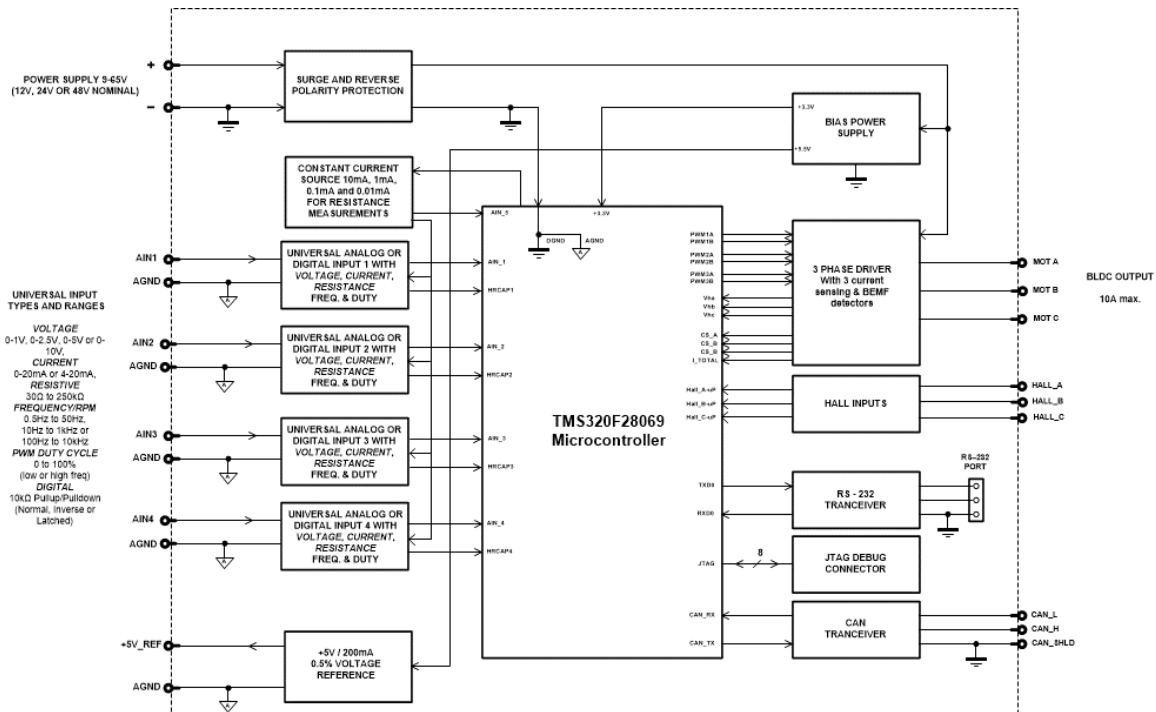 POWER SUPPLY 9-65V
(12V, 24V OR 48V NOMINAL)
+
−
SURGE AND REVERSE
POLARITY PROTECTION
BIAS POWER
SUPPLY
+3.3V
+5.5V
CONSTANT CURRENT
SOURCE 10mA, 1mA,
0.1mA and 0.01mA
FOR RESISTANCE
MEASUREMENTS
UNIVERSAL INPUT
TYPES AND RANGES
VOLTAGE
0-1V, 0-2.5V, 0-5V or 0-
10V,
CURRENT
0-20mA or 4-20mA,
RESISTIVE
30Ω to 250kΩ
FREQUENCY/RPM
0.5Hz to 50Hz,
10Hz to 1kHz or
100Hz to 10kHz
PWM DUTY CYCLE
0 to 100%
(low or high freq)
DIGITAL
10kΩ Pullup/Pulldown
(Normal, Inverse or
Latched)
AIN1
AGND
A
UNIVERSAL ANALOG OR
DIGITAL INPUT 1 WITH
VOLTAGE, CURRENT,
RESISTANCE
FREQ. & DUTY
AIN2
AGND
A
UNIVERSAL ANALOG OR
DIGITAL INPUT 2 WITH
VOLTAGE, CURRENT,
RESISTANCE
FREQ. & DUTY
AIN3
AGND
A
UNIVERSAL ANALOG OR
DIGITAL INPUT 3 WITH
VOLTAGE, CURRENT,
RESISTANCE
FREQ. & DUTY
AIN4
AGND
A
UNIVERSAL ANALOG OR
DIGITAL INPUT 4 WITH
VOLTAGE, CURRENT,
RESISTANCE
FREQ. & DUTY
+5V_REF
AGND
A
+5V / 200mA
0.5% VOLTAGE
REFERENCE
AIN_5
+3.3V
DGND
AGND
A
AIN_1
HRCAP1
AIN_2
HRCAP2
AIN_3
HRCAP3
AIN_4
HRCAP4
TMS320F28069
Microcontroller
PWM1A
PWM1B
PWM2A
PWM2B
PWM3A
PWM3B
Vha
Vhb
Vhc
CS_A
CS_B
CS_B
I_TOTAL
Hall_A-uP
Hall_B-uP
Hall_C-uP
TXD0
RXD0
JTAG
8
CAN_RX
CAN_TX
3 PHASE DRIVER
With 3 current
sensing & BEMF
detectors
MOT A
MOT B
MOT C
BLDC OUTPUT
10A max.
HALL INPUTS
HALL_A
HALL_B
HALL_C
RS - 232
TRANCEIVER
RS-232
PORT
JTAG DEBUG
CONNECTOR
CAN
TRANCEIVER
CAN_L
CAN_H
CAN_SHLD